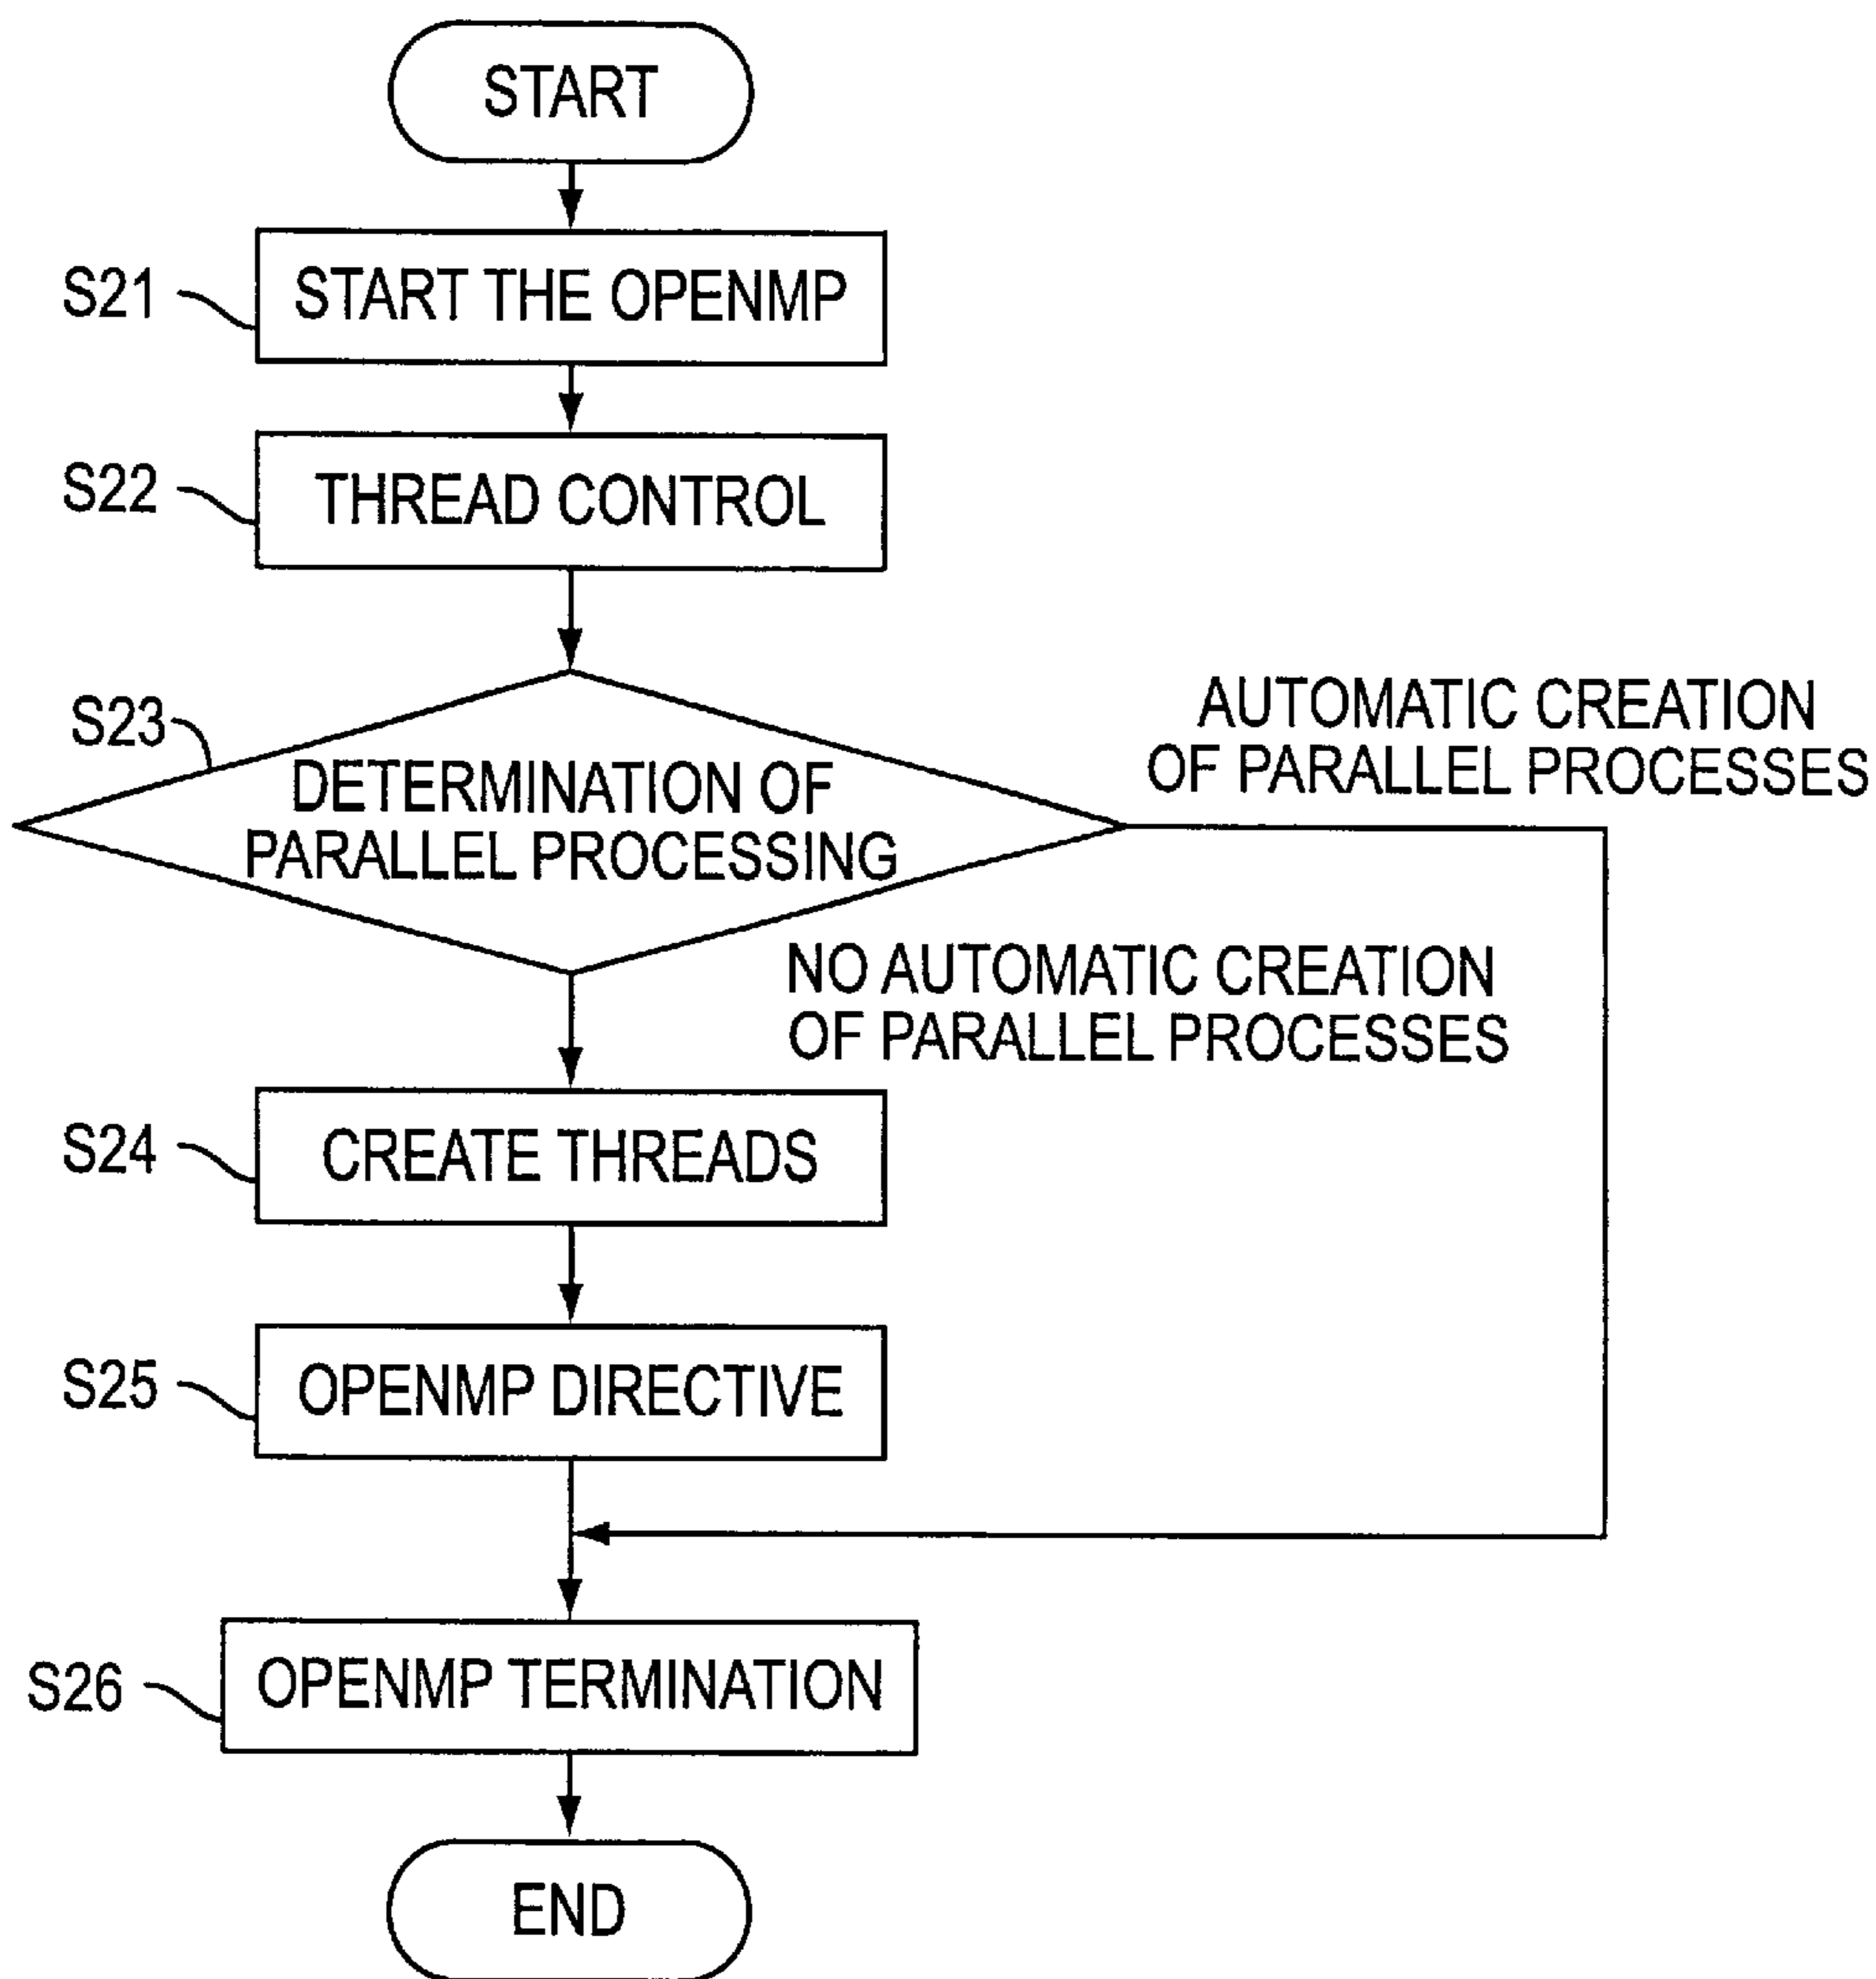 START
S21
START THE OPENMP
S22
THREAD CONTROL
S23
DETERMINATION OF
PARALLEL PROCESSING
AUTOMATIC CREATION
OF PARALLEL PROCESSES
NO AUTOMATIC CREATION
OF PARALLEL PROCESSES
S24
CREATE THREADS
S25
OPENMP DIRECTIVE
S26
OPENMP TERMINATION
END